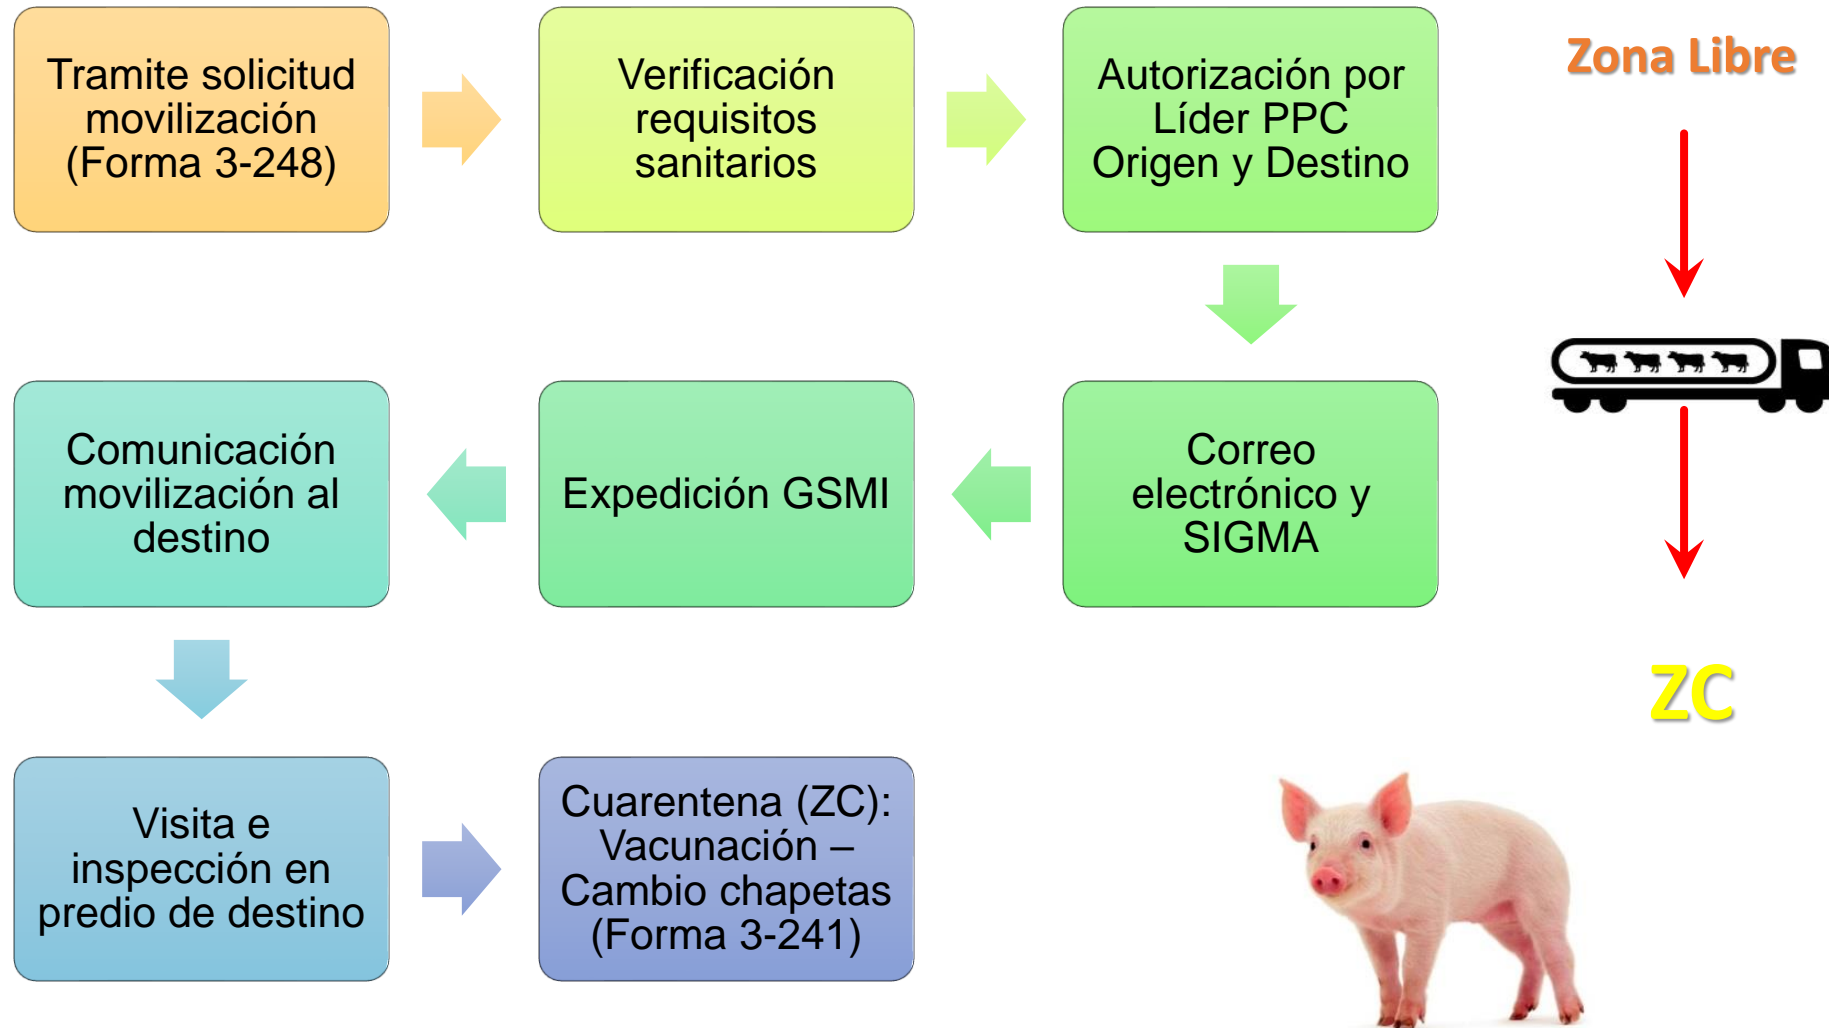 Tramite solicitud
movilización
(Forma 3-248)
Verificación
requisitos
sanitarios
Autorización por
Líder PPC
Origen y Destino
Zona Libre
Correo
electrónico y
SIGMA
Expedición GSMI
Comunicación
movilización al
destino
ZC
Visita e
inspección en
predio de destino
Cuarentena (ZC):
Vacunación –
Cambio chapetas
(Forma 3-241)